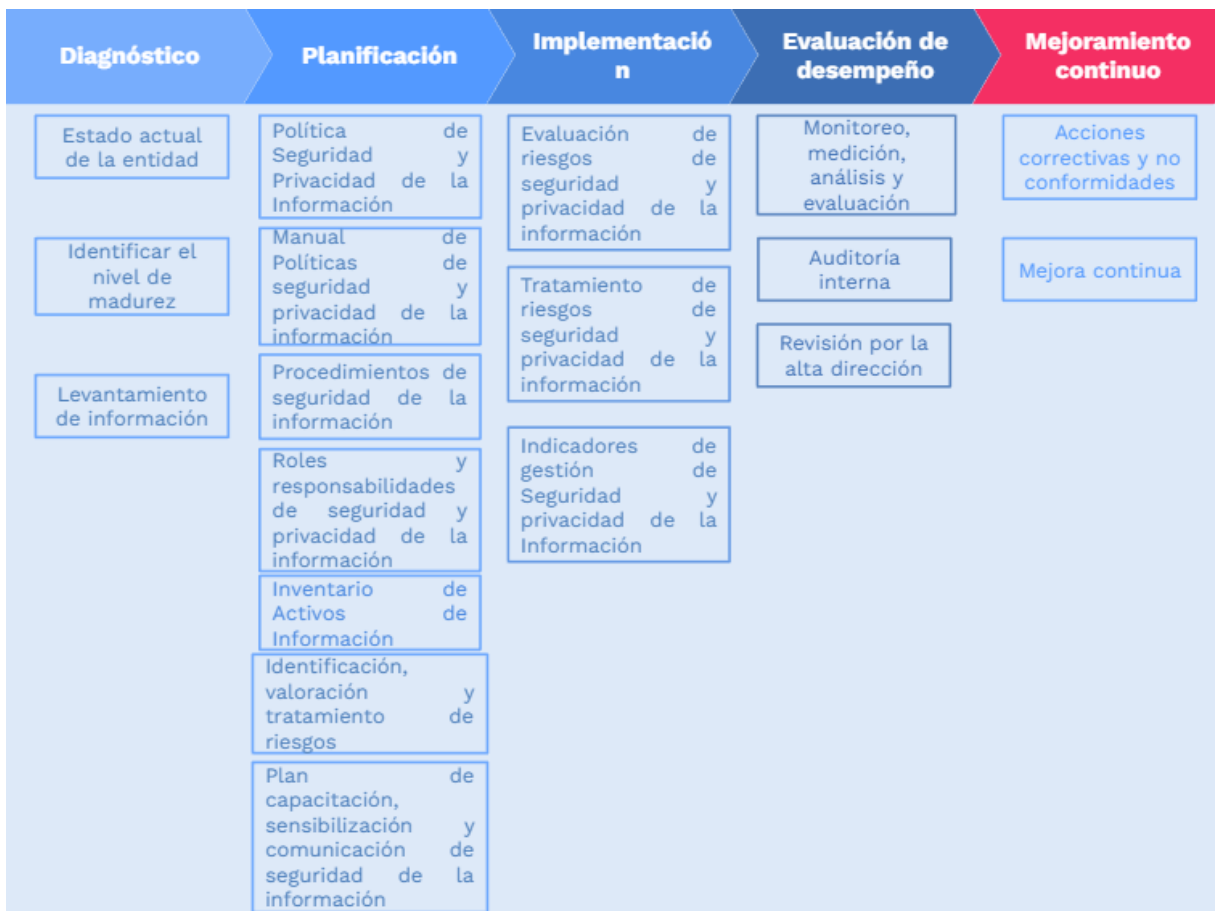 Diagnóstico
Planificación
Implementació
n
Evaluación de
desempeño
Mejoramiento
continuo
Estado actual
de la entidad
Identificar el
nivel de
madurez
Levantamiento
de información
Política de
Seguridad y
Privacidad de la
Información
Manual de
Políticas de
seguridad y
privacidad de la
información
Procedimientos de
seguridad de la
información
Roles y
responsabilidades
de seguridad y
privacidad de la
información
Inventario de
Activos de
Información
Identificación,
valoración y
tratamiento de
riesgos
Plan de
capacitación,
sensibilización y
comunicación de
seguridad de la
información
Evaluación de
riesgos de
seguridad y
privacidad de la
información
Tratamiento de
riesgos de
seguridad y
privacidad de la
información
Indicadores de
gestión de
Seguridad y
privacidad de la
Información
Monitoreo,
medición,
análisis y
evaluación
Auditoría
interna
Revisión por la
alta dirección
Acciones
correctivas y no
conformidades
Mejora continua